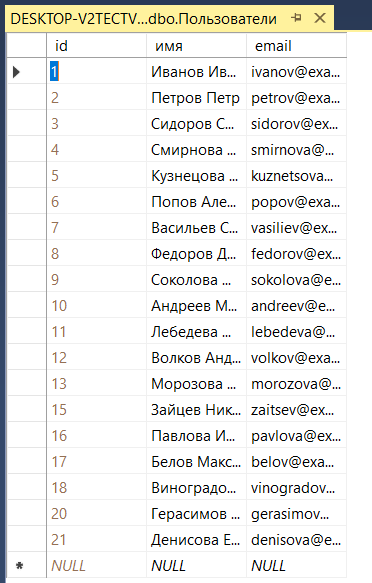 DESKTOP-V2TECTV...dbo.Пользователи
id имя email
1 Иванов Ив... ivanov@exa...
2 Петров Петр petrov@exa...
3 Сидоров С... sidorov@ex...
4 Смирнова ... smirnova@...
5 Кузнецова ... kuznetsova...
6 Попов Але... popov@exa...
7 Васильев С... vasiliev@ex...
8 Федоров Д... fedorov@ex...
9 Соколова ... sokolova@e...
10 Андреев М... andreev@e...
11 Лебедева ... lebedeva@...
12 Волков Анд... volkov@exa...
13 Морозова ... morozova@...
15 Зайцев Ник... zaitsev@ex...
16 Павлова И... pavlova@ex...
17 Белов Макс... belov@exa...
18 Виноградо... vinogradov...
20 Герасимов ... gerasimov...
21 Денисова Е... denisova@e...
NULL NULL NULL